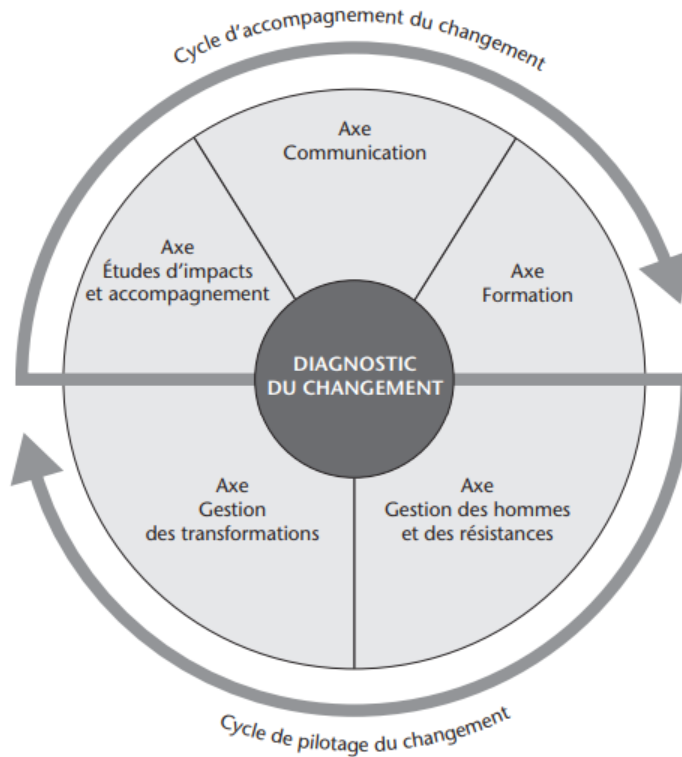 Cycle d'accompagnement du changement
Axe
Communication
Axe
Études d'impacts
et accompagnement
Axe
Formation
DIAGNOSTIC
DU CHANGEMENT
Axe
Gestion
des transformations
Axe
Gestion des hommes
et des résistances
Cycle de pilotage du changement